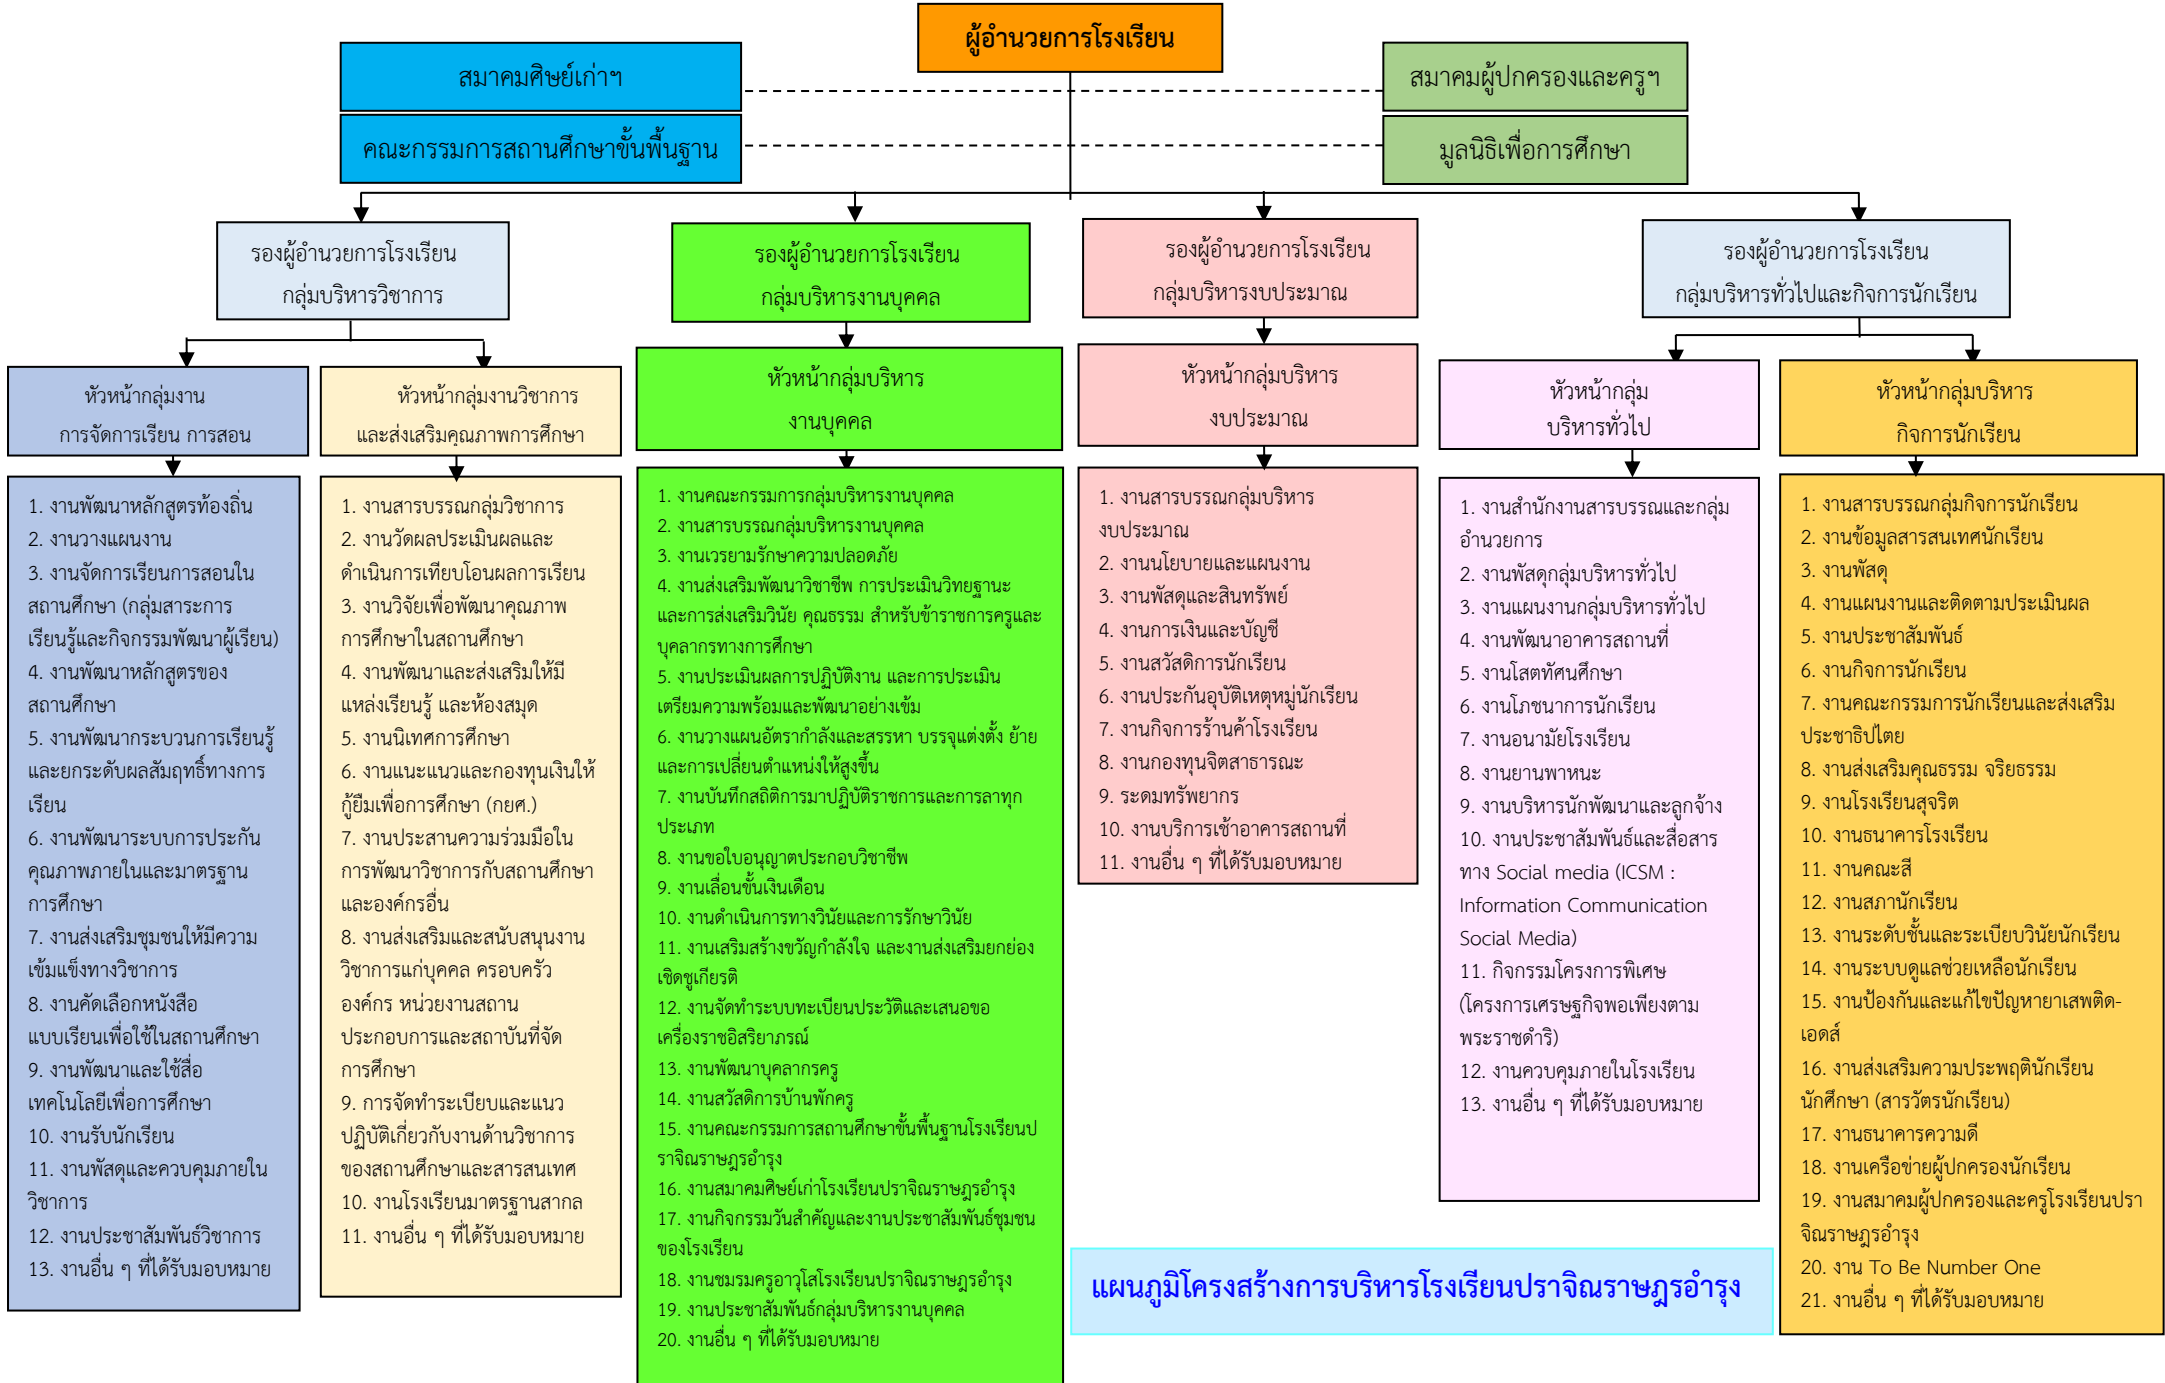 ผู้อำนวยการโรงเรียน
สมาคมศิษย์เก่าฯ
สมาคมผู้ปกครองและครูฯ
คณะกรรมการสถานศึกษาขั้นพื้นฐาน
มูลนิธิเพื่อการศึกษา
รองผู้อำนวยการโรงเรียน
กลุ่มบริหารวิชาการ
รองผู้อำนวยการโรงเรียน
กลุ่มบริหารงานบุคคล
รองผู้อำนวยการโรงเรียน
กลุ่มบริหารงบประมาณ
รองผู้อำนวยการโรงเรียน
กลุ่มบริหารทั่วไปและกิจการนักเรียน
หัวหน้ากลุ่มงาน
การจัดการเรียน การสอน
หัวหน้ากลุ่มงานวิชาการ
และส่งเสริมคุณภาพการศึกษา
หัวหน้ากลุ่มบริหาร
งานบุคคล
หัวหน้ากลุ่มบริหาร
งบประมาณ
หัวหน้ากลุ่ม
บริหารทั่วไป
หัวหน้ากลุ่มบริหาร
กิจการนักเรียน
1. งานพัฒนาหลักสูตรท้องถิ่น
2. งานวางแผนงาน
3. งานจัดการเรียนการสอนใน
สถานศึกษา (กลุ่มสาระการ
เรียนรู้และกิจกรรมพัฒนาผู้เรียน)
4. งานพัฒนาหลักสูตรของ
สถานศึกษา
5. งานพัฒนากระบวนการเรียนรู้
และยกระดับผลสัมฤทธิ์ทางการ
เรียน
6. งานพัฒนาระบบการประกัน
คุณภาพภายในและมาตรฐาน
การศึกษา
7. งานส่งเสริมชุมชนให้มีความ
เข้มแข็งทางวิชาการ
8. งานคัดเลือกหนังสือ
แบบเรียนเพื่อใช้ในสถานศึกษา
9. งานพัฒนาและใช้สื่อ
เทคโนโลยีเพื่อการศึกษา
10. งานรับนักเรียน
11. งานพัสดุและควบคุมภายใน
วิชาการ
12. งานประชาสัมพันธ์วิชาการ
13. งานอื่น ๆ ที่ได้รับมอบหมาย
1. งานสารบรรณกลุ่มวิชาการ
2. งานวัดผลประเมินผลและ
ดำเนินการเทียบโอนผลการเรียน
3. งานวิจัยเพื่อพัฒนาคุณภาพ
การศึกษาในสถานศึกษา
4. งานพัฒนาและส่งเสริมให้มี
แหล่งเรียนรู้ และห้องสมุด
5. งานนิเทศการศึกษา
6. งานแนะแนวและกองทุนเงินให้
กู้ยืมเพื่อการศึกษา (กยศ.)
7. งานประสานความร่วมมือใน
การพัฒนาวิชาการกับสถานศึกษา
และองค์กรอื่น
8. งานส่งเสริมและสนับสนุนงาน
วิชาการแก่บุคคล ครอบครัว
องค์กร หน่วยงานสถาน
ประกอบการและสถาบันที่จัด
การศึกษา
9. การจัดทำระเบียบและแนว
ปฏิบัติเกี่ยวกับงานด้านวิชาการ
ของสถานศึกษาและสารสนเทศ
10. งานโรงเรียนมาตรฐานสากล
11. งานอื่น ๆ ที่ได้รับมอบหมาย
1. งานคณะกรรมการกลุ่มบริหารงานบุคคล
2. งานสารบรรณกลุ่มบริหารงานบุคคล
3. งานเวรยามรักษาความปลอดภัย
4. งานส่งเสริมพัฒนาวิชาชีพ การประเมินวิทยฐานะ
และการส่งเสริมวินัย คุณธรรม สำหรับข้าราชการครูและ
บุคลากรทางการศึกษา
5. งานประเมินผลการปฏิบัติงาน และการประเมิน
เตรียมความพร้อมและพัฒนาอย่างเข้ม
6. งานวางแผนอัตรากำลังและสรรหา บรรจุแต่งตั้ง ย้าย
และการเปลี่ยนตำแหน่งให้สูงขึ้น
7. งานบันทึกสถิติการมาปฏิบัติราชการและการลาทุก
ประเภท
8. งานขอใบอนุญาตประกอบวิชาชีพ
9. งานเลื่อนขั้นเงินเดือน
10. งานดำเนินการทางวินัยและการรักษาวินัย
11. งานเสริมสร้างขวัญกำลังใจ และงานส่งเสริมยกย่อง
เชิดชูเกียรติ
12. งานจัดทำระบบทะเบียนประวัติและเสนอขอ
เครื่องราชอิสริยาภรณ์
13. งานพัฒนาบุคลากรครู
14. งานสวัสดิการบ้านพักครู
15. งานคณะกรรมการสถานศึกษาขั้นพื้นฐานโรงเรียนป
ราจิณราษฎรอำรุง
16. งานสมาคมศิษย์เก่าโรงเรียนปราจิณราษฎรอำรุง
17. งานกิจกรรมวันสำคัญและงานประชาสัมพันธ์ชุมชน
ของโรงเรียน
18. งานชมรมครูอาวุโสโรงเรียนปราจิณราษฎรอำรุง
19. งานประชาสัมพันธ์กลุ่มบริหารงานบุคคล
20. งานอื่น ๆ ที่ได้รับมอบหมาย
1. งานสารบรรณกลุ่มบริหาร
งบประมาณ
2. งานนโยบายและแผนงาน
3. งานพัสดุและสินทรัพย์
4. งานการเงินและบัญชี
5. งานสวัสดิการนักเรียน
6. งานประกันอุบัติเหตุหมู่นักเรียน
7. งานกิจการร้านค้าโรงเรียน
8. งานกองทุนจิตสาธารณะ
9. ระดมทรัพยากร
10. งานบริการเช้าอาคารสถานที่
11. งานอื่น ๆ ที่ได้รับมอบหมาย
1. งานสำนักงานสารบรรณและกลุ่ม
อำนวยการ
2. งานพัสดุกลุ่มบริหารทั่วไป
3. งานแผนงานกลุ่มบริหารทั่วไป
4. งานพัฒนาอาคารสถานที่
5. งานโสตทัศนศึกษา
6. งานโภชนาการนักเรียน
7. งานอนามัยโรงเรียน
8. งานยานพาหนะ
9. งานบริหารนักพัฒนาและลูกจ้าง
10. งานประชาสัมพันธ์และสื่อสาร
ทาง Social media (ICSM :
Information Communication
Social Media)
11. กิจกรรมโครงการพิเศษ
(โครงการเศรษฐกิจพอเพียงตาม
พระราชดำริ)
12. งานควบคุมภายในโรงเรียน
13. งานอื่น ๆ ที่ได้รับมอบหมาย
1. งานสารบรรณกลุ่มกิจการนักเรียน
2. งานข้อมูลสารสนเทศนักเรียน
3. งานพัสดุ
4. งานแผนงานและติดตามประเมินผล
5. งานประชาสัมพันธ์
6. งานกิจการนักเรียน
7. งานคณะกรรมการนักเรียนและส่งเสริม
ประชาธิปไตย
8. งานส่งเสริมคุณธรรม จริยธรรม
9. งานโรงเรียนสุจริต
10. งานธนาคารโรงเรียน
11. งานคณะสี
12. งานสภานักเรียน
13. งานระดับชั้นและระเบียบวินัยนักเรียน
14. งานระบบดูแลช่วยเหลือนักเรียน
15. งานป้องกันและแก้ไขปัญหายาเสพติด-
เอดส์
16. งานส่งเสริมความประพฤตินักเรียน
นักศึกษา (สารวัตรนักเรียน)
17. งานธนาคารความดี
18. งานเครือข่ายผู้ปกครองนักเรียน
19. งานสมาคมผู้ปกครองและครูโรงเรียนปรา
จิณราษฎรอำรุง
20. งาน To Be Number One
21. งานอื่น ๆ ที่ได้รับมอบหมาย
แผนภูมิโครงสร้างการบริหารโรงเรียนปราจิณราษฎรอำรุง